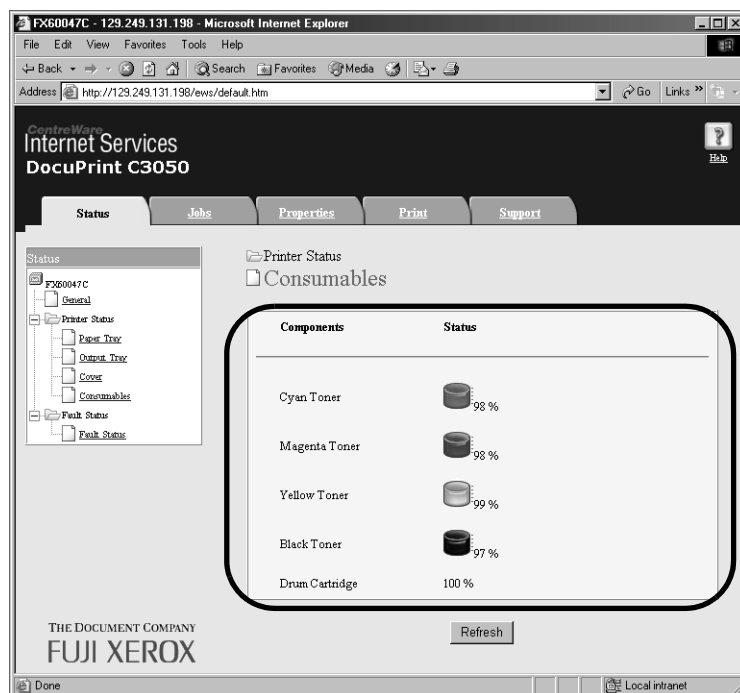 FX60047C - 129.249.131.198 - Microsoft Internet Explorer
File Edit View Favorites Tools Help
Back Search Favorites Media
Address http://129.249.131.198/ews/default.htm Go Links »
CentreWare
Internet Services
DocuPrint C3050
Help
Status Jobs Properties Print Support
Status
FX60047C
General
Printer Status
Paper Tray
Output Tray
Cover
Consumables
Fault Status
Fault Status
Printer Status
Consumables
Components Status
Cyan Toner 98 %
Magenta Toner 98 %
Yellow Toner 99 %
Black Toner 97 %
Drum Cartridge 100 %
Refresh
THE DOCUMENT COMPANY
FUJI XEROX
Done Local intranet